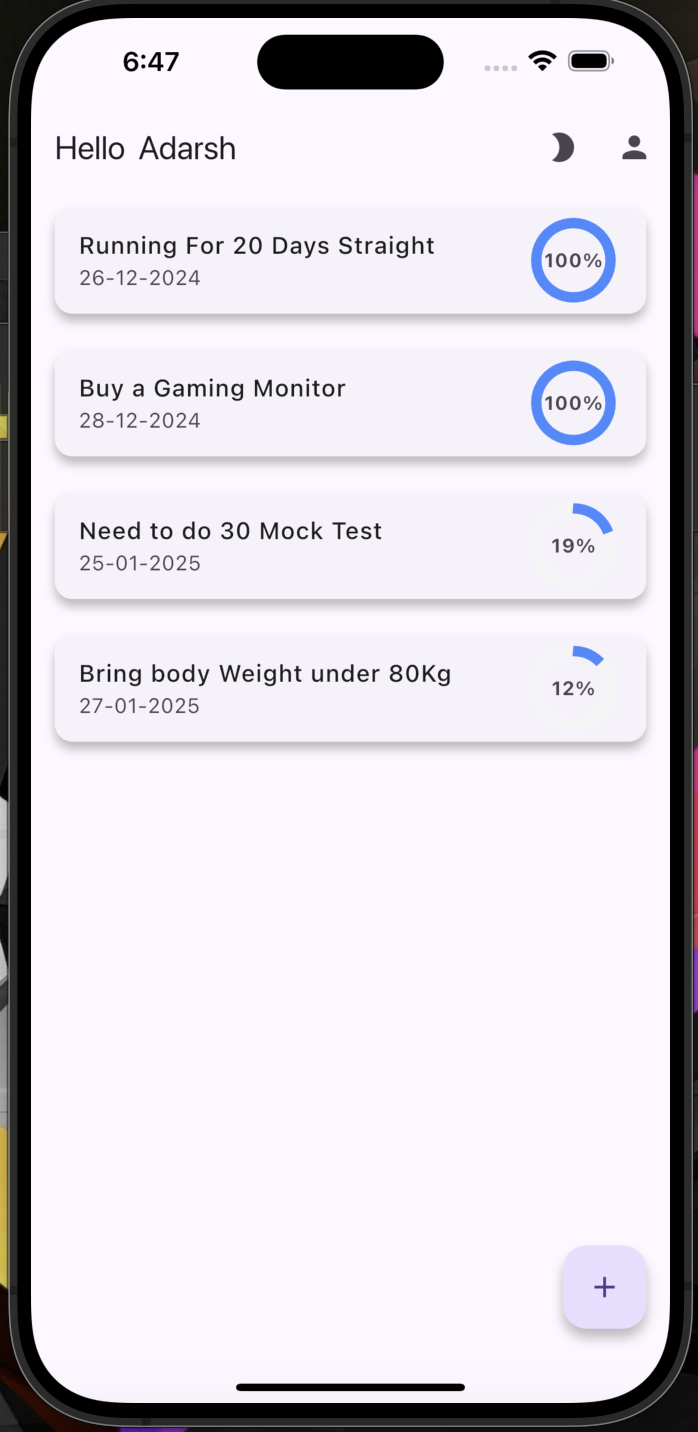 6:47
Hello Adarsh
Running For 20 Days Straight
26-12-2024
100%
Buy a Gaming Monitor
28-12-2024
100%
Need to do 30 Mock Test
25-01-2025
19%
Bring body Weight under 80Kg
27-01-2025
12%
+